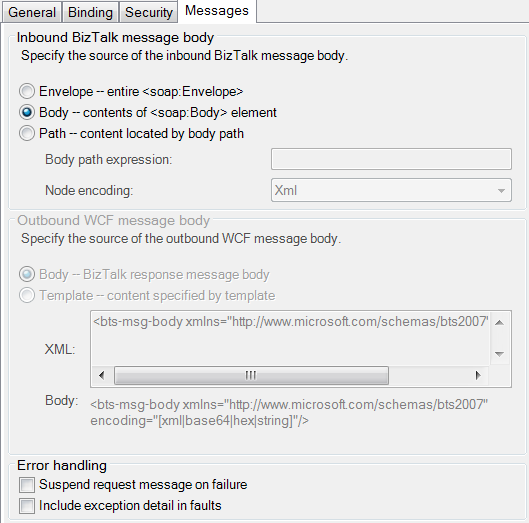 General Binding Security Messages
Inbound BizTalk message body
Specify the source of the inbound BizTalk message body.
Envelope -- entire <soap:Envelope>
Body -- contents of <soap:Body> element
Path -- content located by body path
Body path expression:
Node encoding: Xml
Outbound WCF message body
Specify the source of the outbound WCF message body.
Body -- BizTalk response message body
Template -- content specified by template
<bts-msg-body xmlns="http://www.microsoft.com/schemas/bts2007"
XML:
Body: <bts-msg-body xmlns="http://www.microsoft.com/schemas/bts2007"
encoding="[xml|base64|hex|string]"/>
Error handling
Suspend request message on failure
Include exception detail in faults